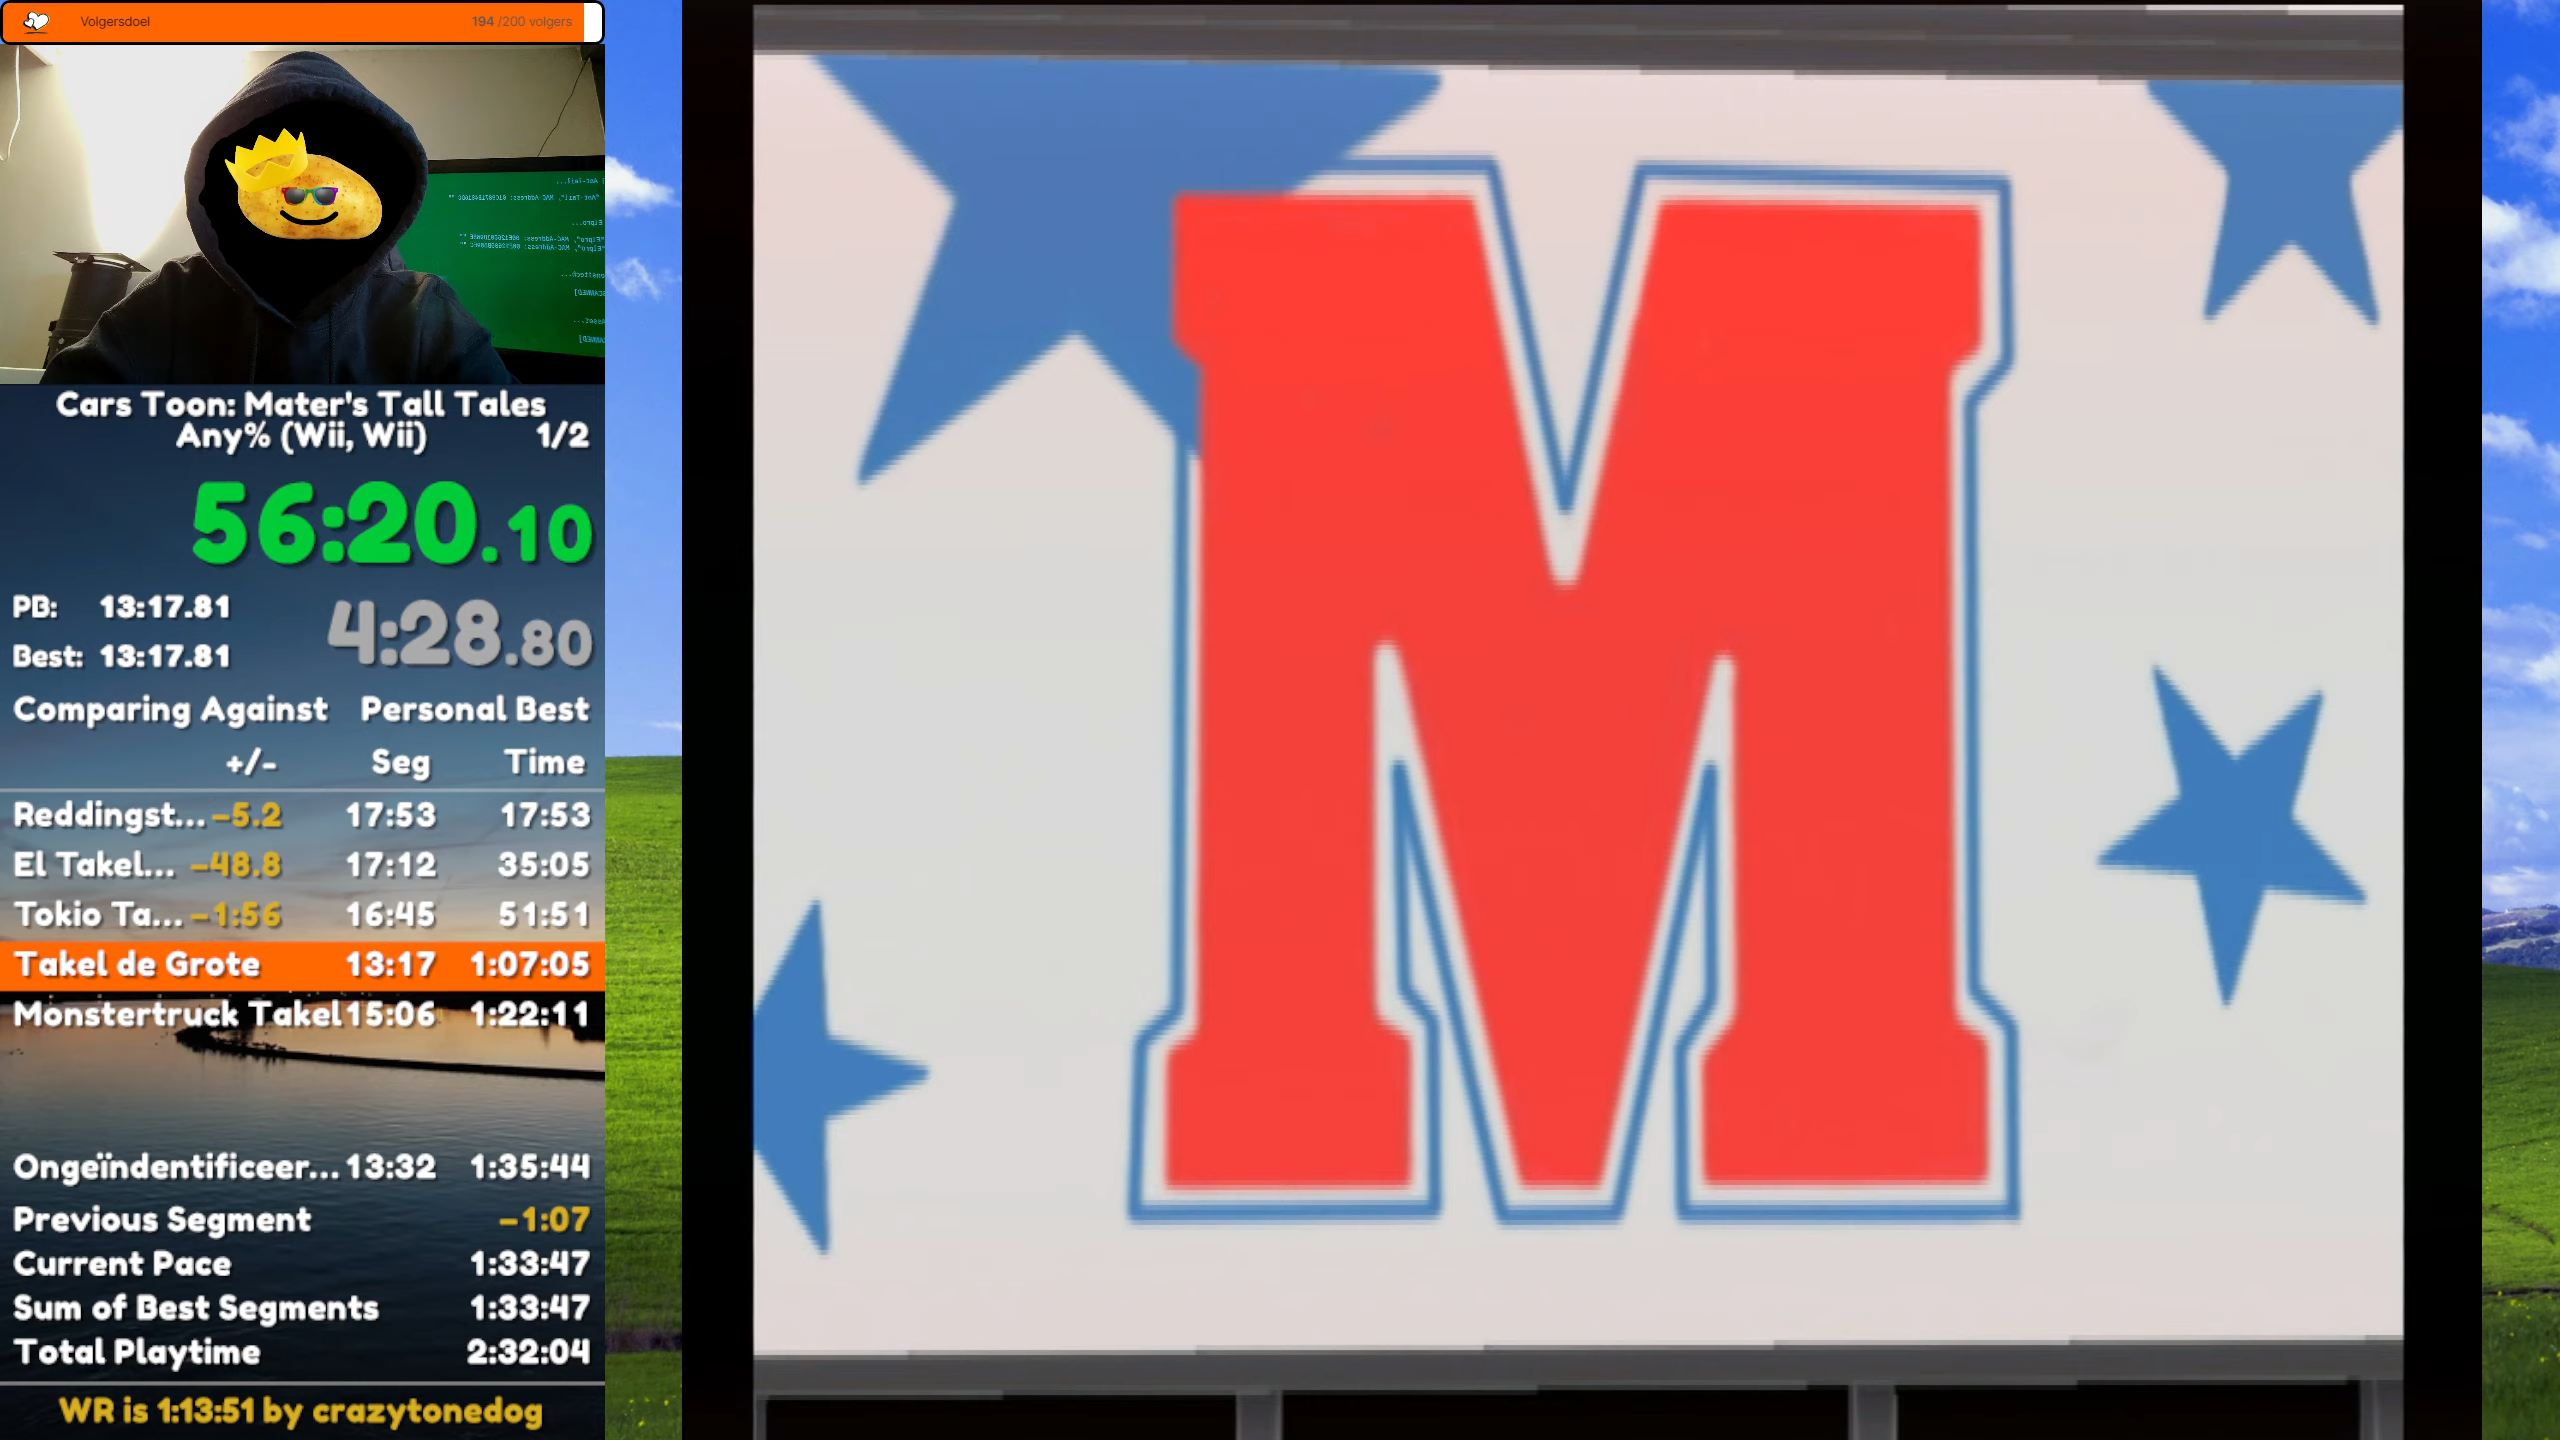 Volgersdoel 194 /200 volgers
Cars Toon: Mater's Tall Tales
Any% (Wii, Wii) 1/2
56:20.10
PB: 13:17.81
4:28.80
Best: 13:17.81
Comparing Against Personal Best
+/- Seg Time
Reddingst... -5.2 17:53 17:53
El Takel... -48.8 17:12 35:05
Tokio Ta... -1:56 16:45 51:51
Takel de Grote 13:17 1:07:05
Monstertruck Takel 15:06 1:22:11
Ongeïndentificeer... 13:32 1:35:44
Previous Segment -1:07
Current Pace 1:33:47
Sum of Best Segments 1:33:47
Total Playtime 2:32:04
WR is 1:13:51 by crazytonedog
M